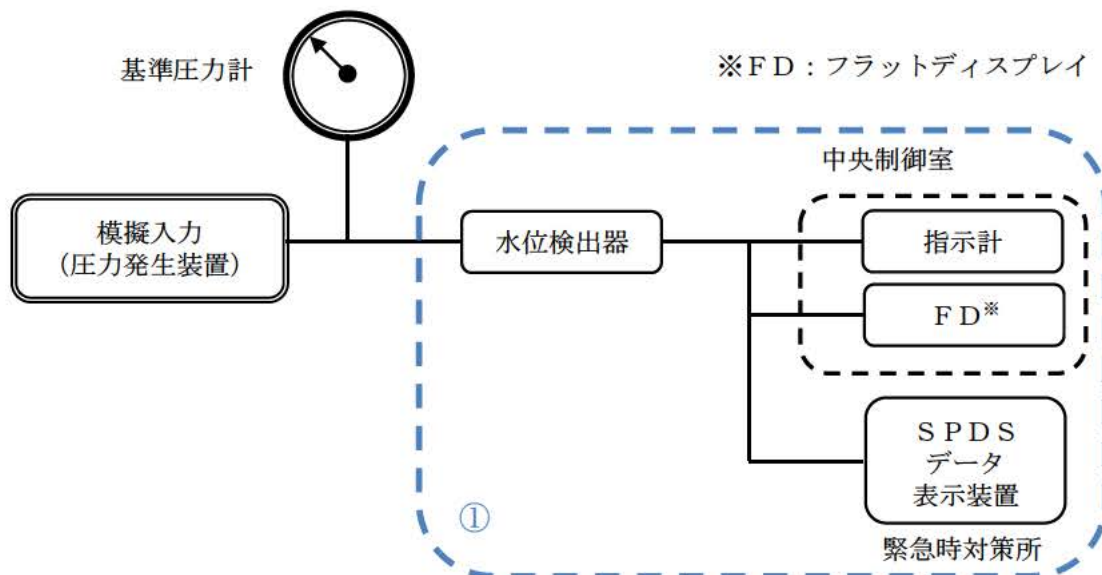 基準圧力計
※ＦＤ：フラットディスプレイ
中央制御室
模擬入力
（圧力発生装置）
水位検出器
指示計
ＦＤ※
ＳＰＤＳ
データ
表示装置
①
緊急時対策所